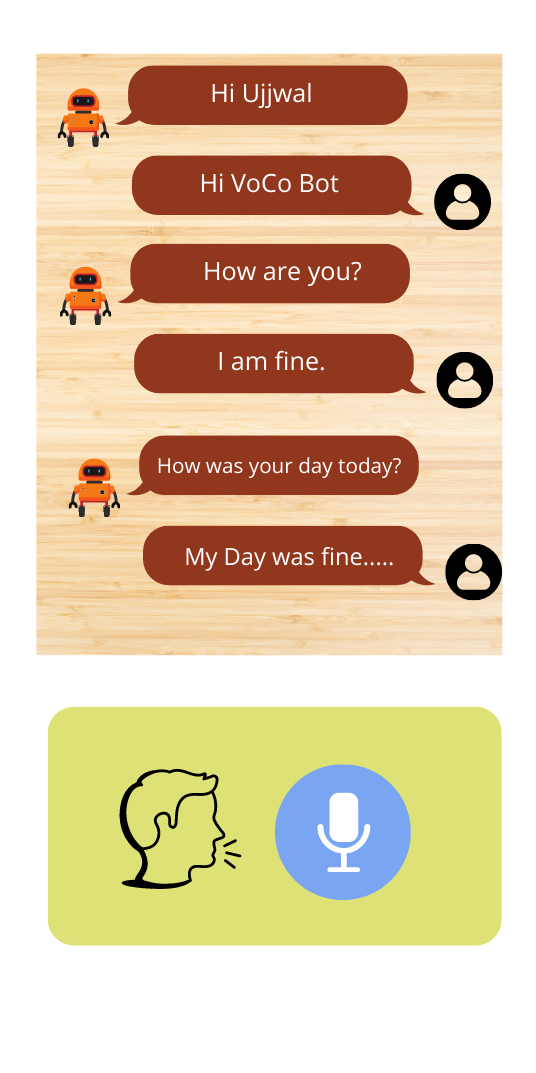 Hi Ujjwal
Hi VoCo Bot
How are you?
I am fine.
How was your day today?
My Day was fine.....